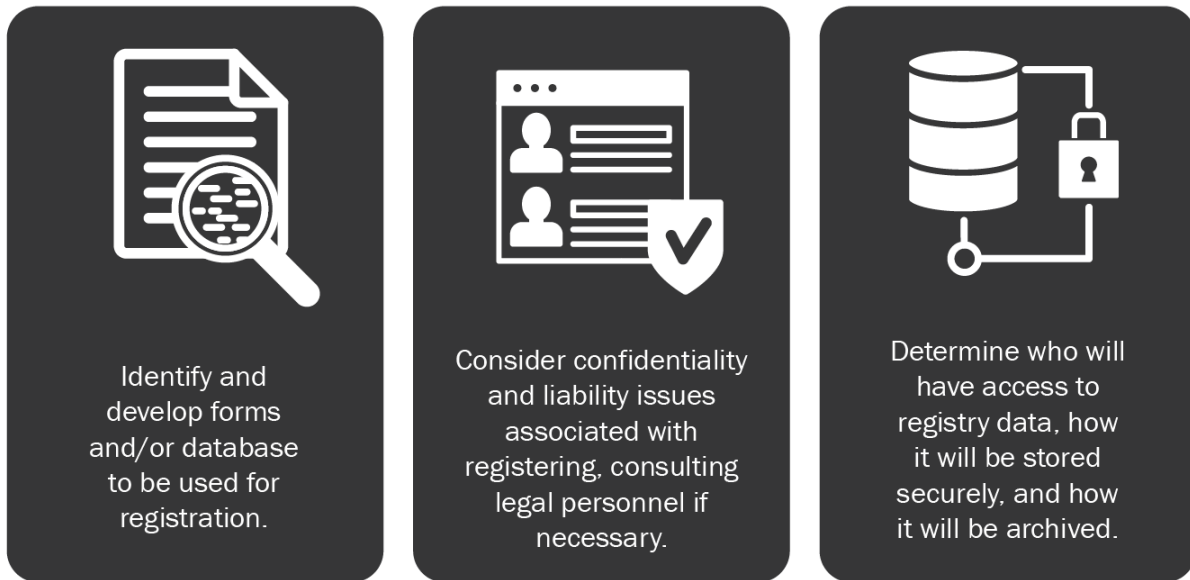 Identify and
develop forms
and/or database
to be used for
registration.
Consider confidentiality
and liability issues
associated with
registering, consulting
legal personnel if
necessary.
Determine who will
have access to
registry data, how
it will be stored
securely, and how
it will be archived.